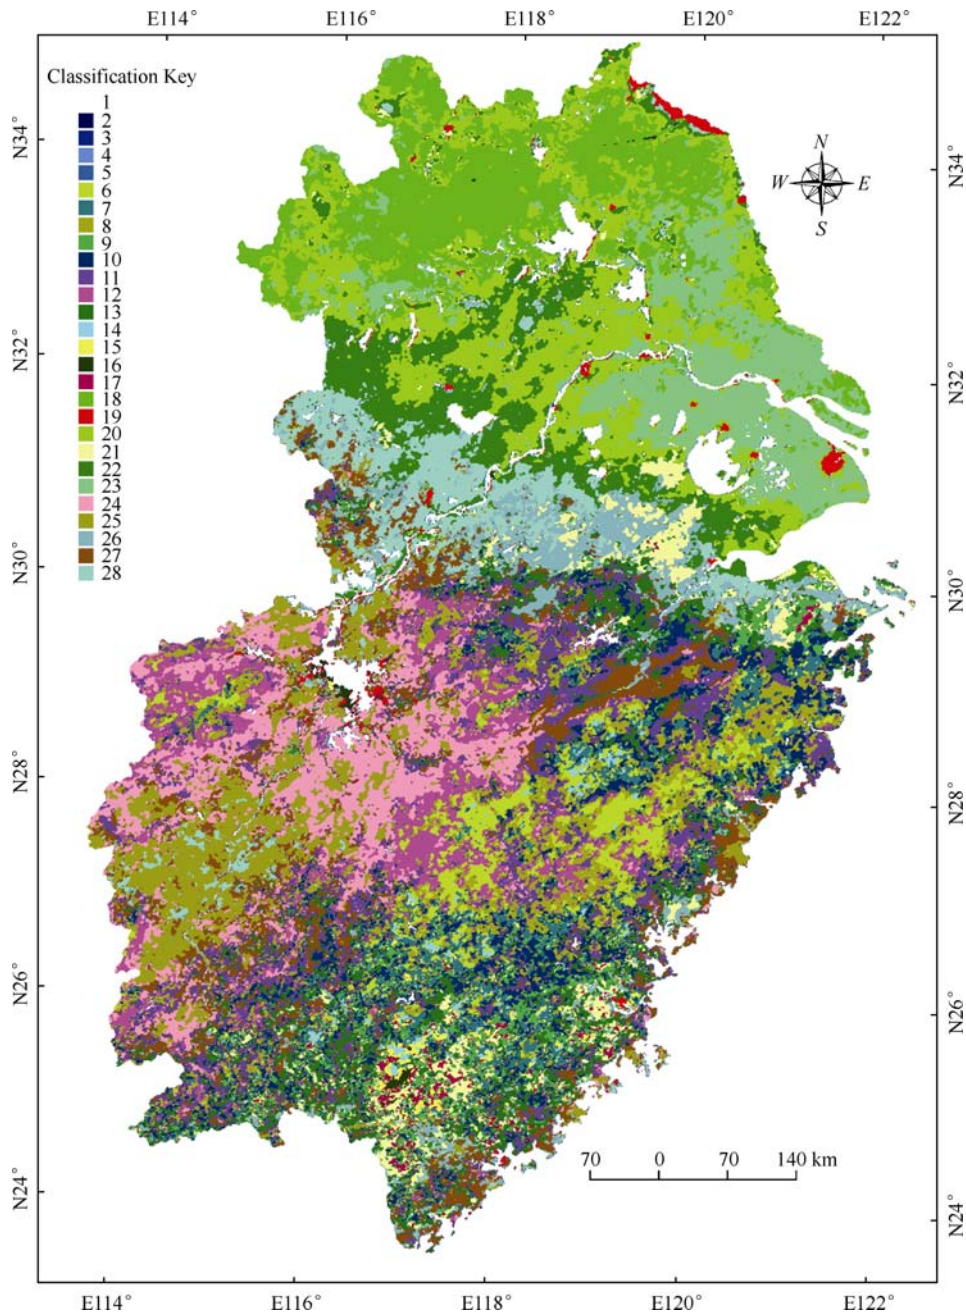 E114° E116° E118° E120° E122°
Classification Key
1
2
3
4
5
6
7
8
9
10
11
12
13
14
15
16
17
18
19
20
21
22
23
24
25
26
27
28
N
W E
S
N34° N34°
N32° N32°
N30° N30°
N28° N28°
N26° N26°
N24° N24°
70 0 70 140 km
E114° E116° E118° E120° E122°